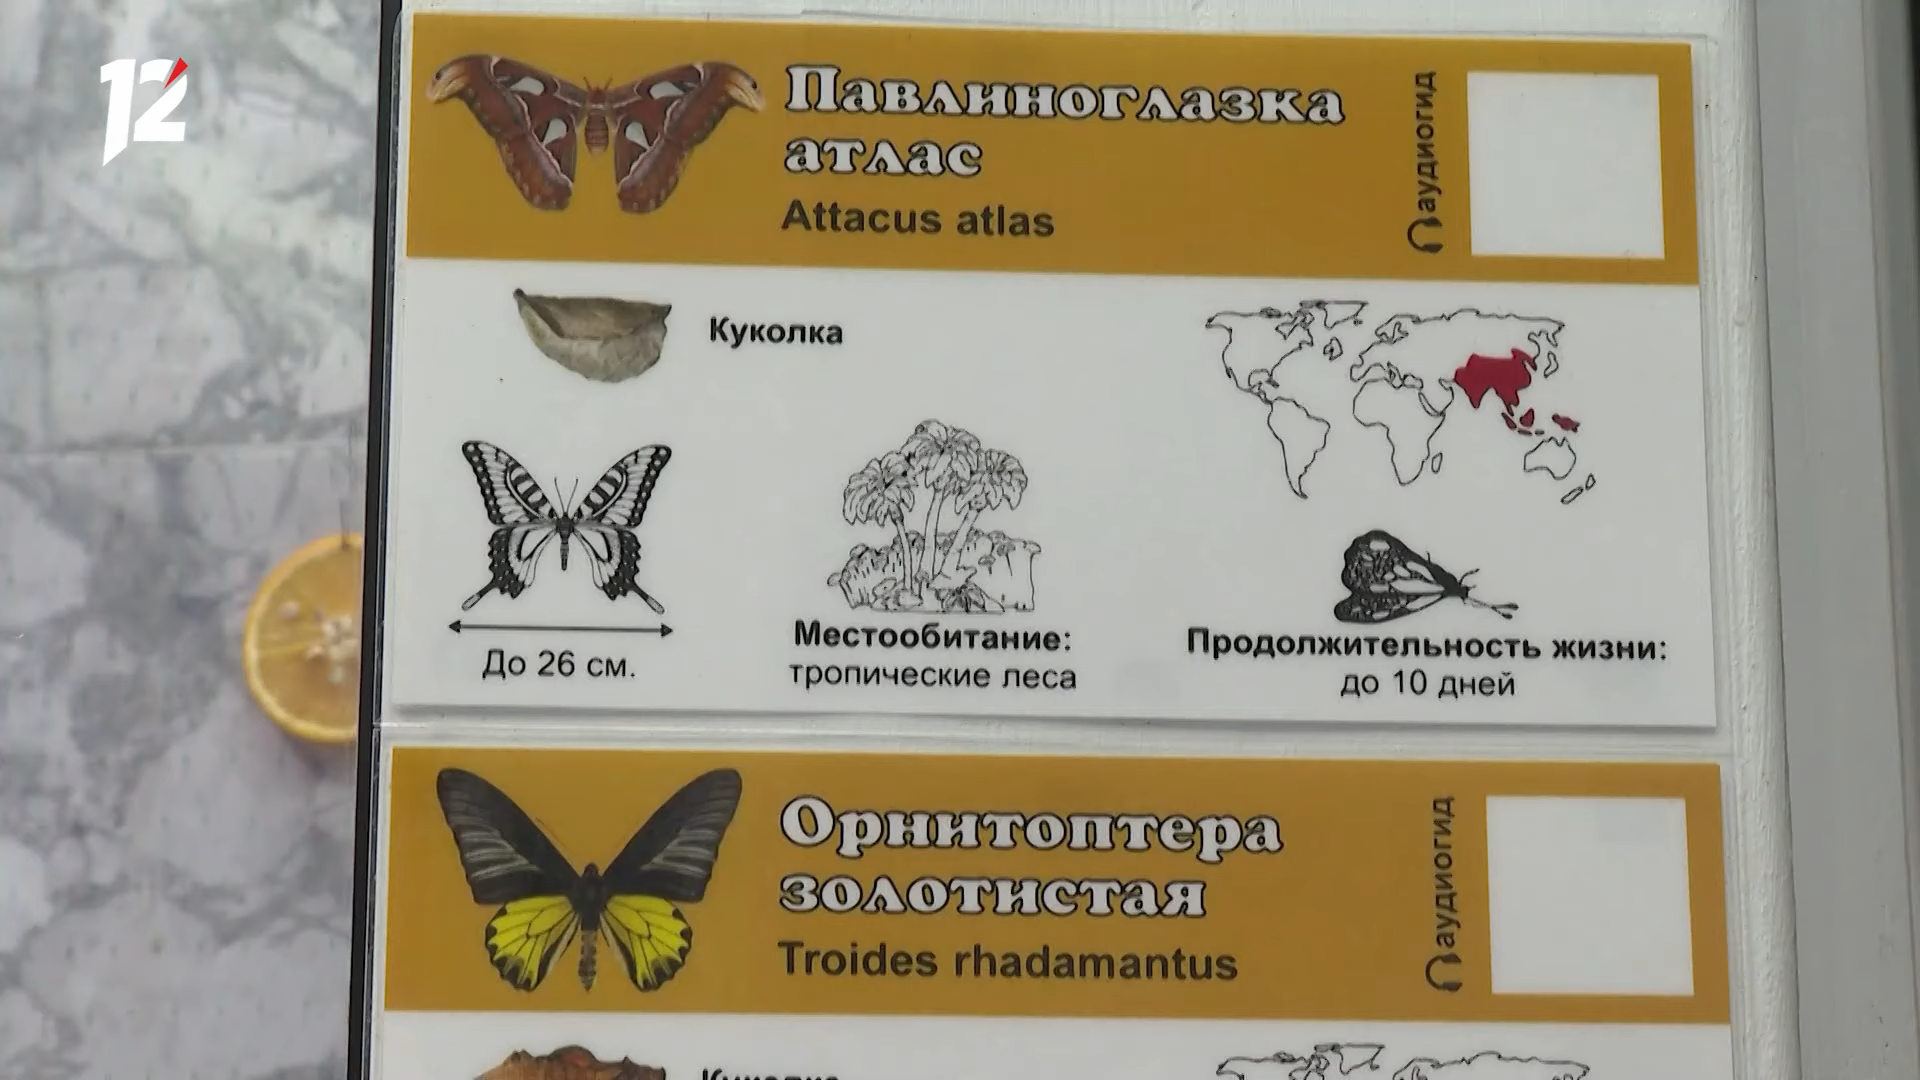 12
Павлиноглазка
атлас
Attacus atlas
аудиогид
Куколка
До 26 см.
Местообитание:
тропические леса
Продолжительность жизни:
до 10 дней
Орнитоптера
золотистая
Troides rhadamantus
аудиогид
Куколка